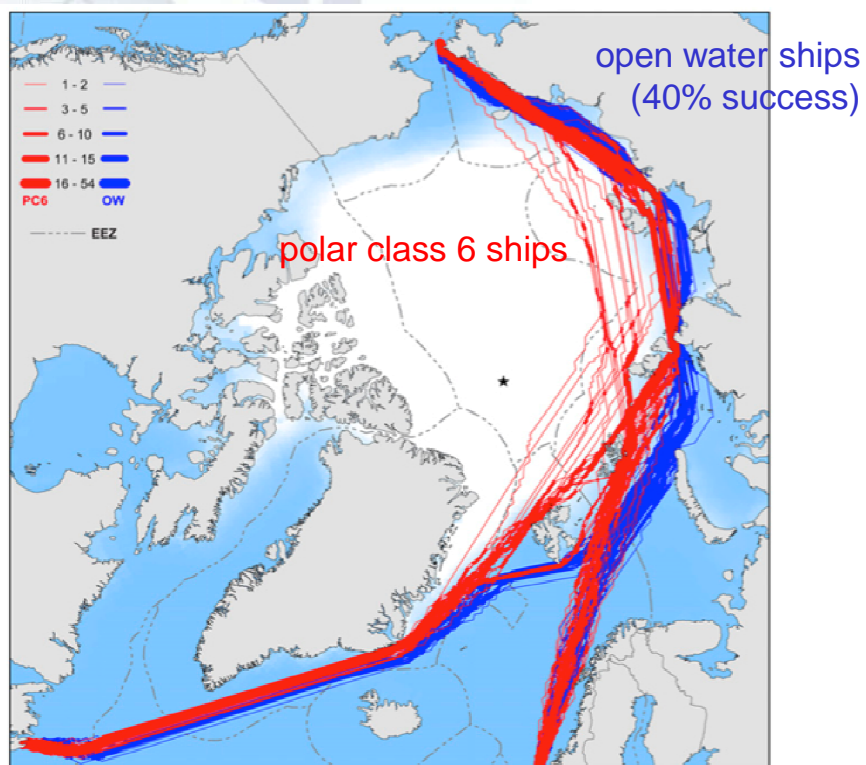 open water ships
(40% success)
1 - 2
3 - 5
6 - 10
11 - 15
16 - 54
PC6 OW
EEZ
polar class 6 ships